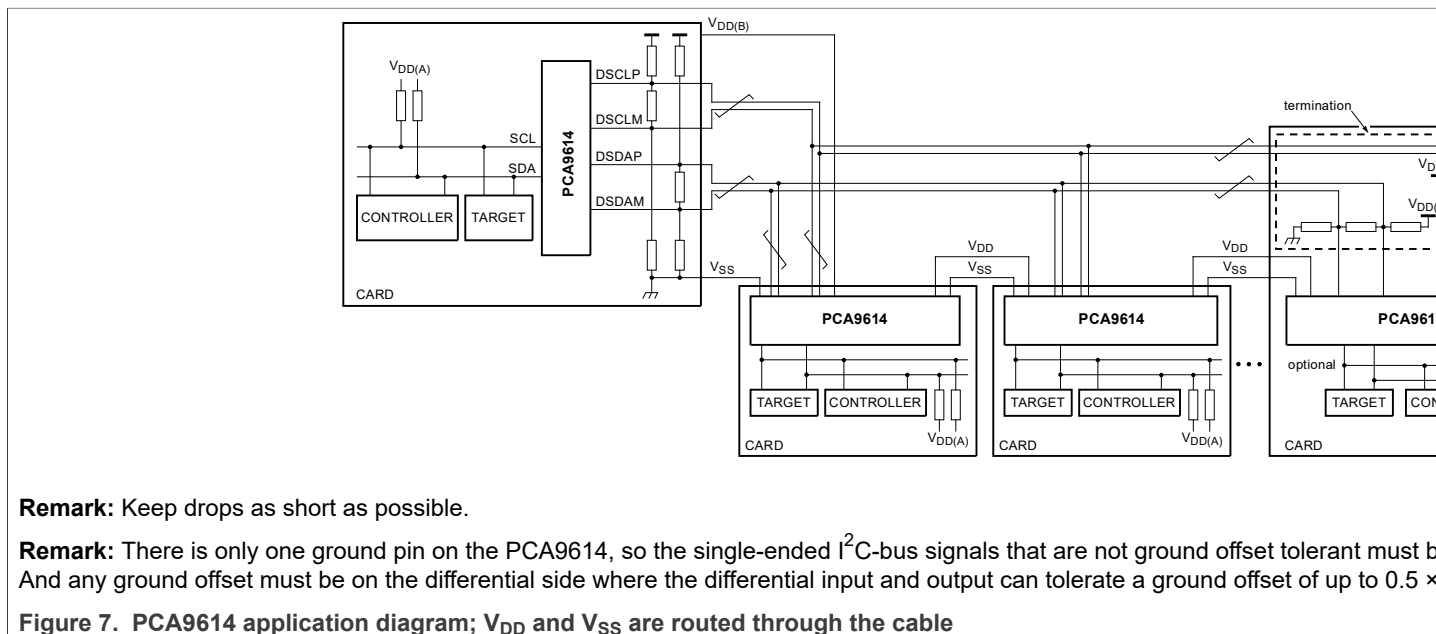 VDD(B)
VDD(A)
DSCLP
DSCLM
DSDAP
DSDAM
SCL
SDA
PCA9614
CONTROLLER
TARGET
VSS
CARD
termination
VDD
VSS
VDD
VSS
PCA9614
TARGET
CONTROLLER
VDD(A)
CARD
PCA9614
TARGET
CONTROLLER
VDD(A)
CARD
...
optional
TARGET
CARD
Remark: Keep drops as short as possible.
Remark: There is only one ground pin on the PCA9614, so the single-ended I²C-bus signals that are not ground offset tolerant must
And any ground offset must be on the differential side where the differential input and output can tolerate a ground offset of up to 0.5 ×
Figure 7. PCA9614 application diagram; VDD and VSS are routed through the cable